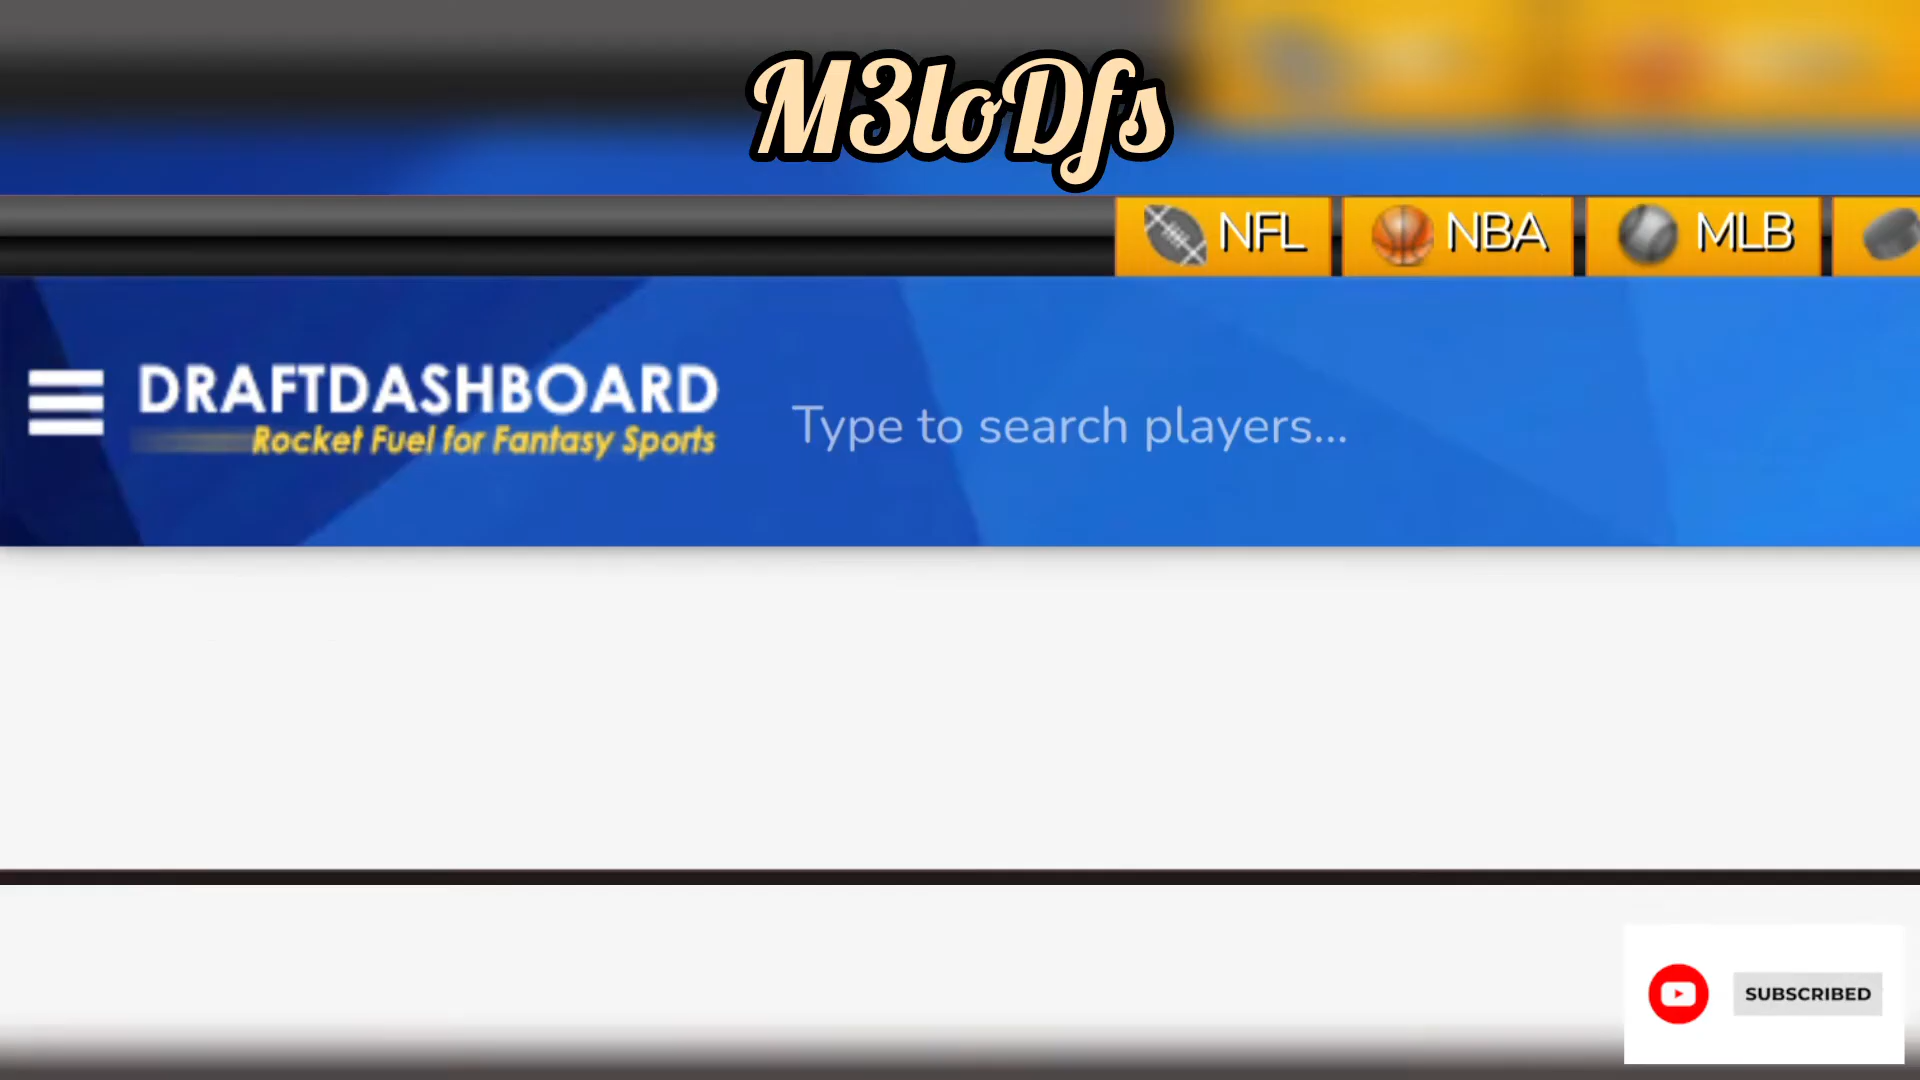 M3loDfs
NFL NBA MLB
DRAFTDASHBOARD
Rocket Fuel for Fantasy Sports
Type to search players...
SUBSCRIBED